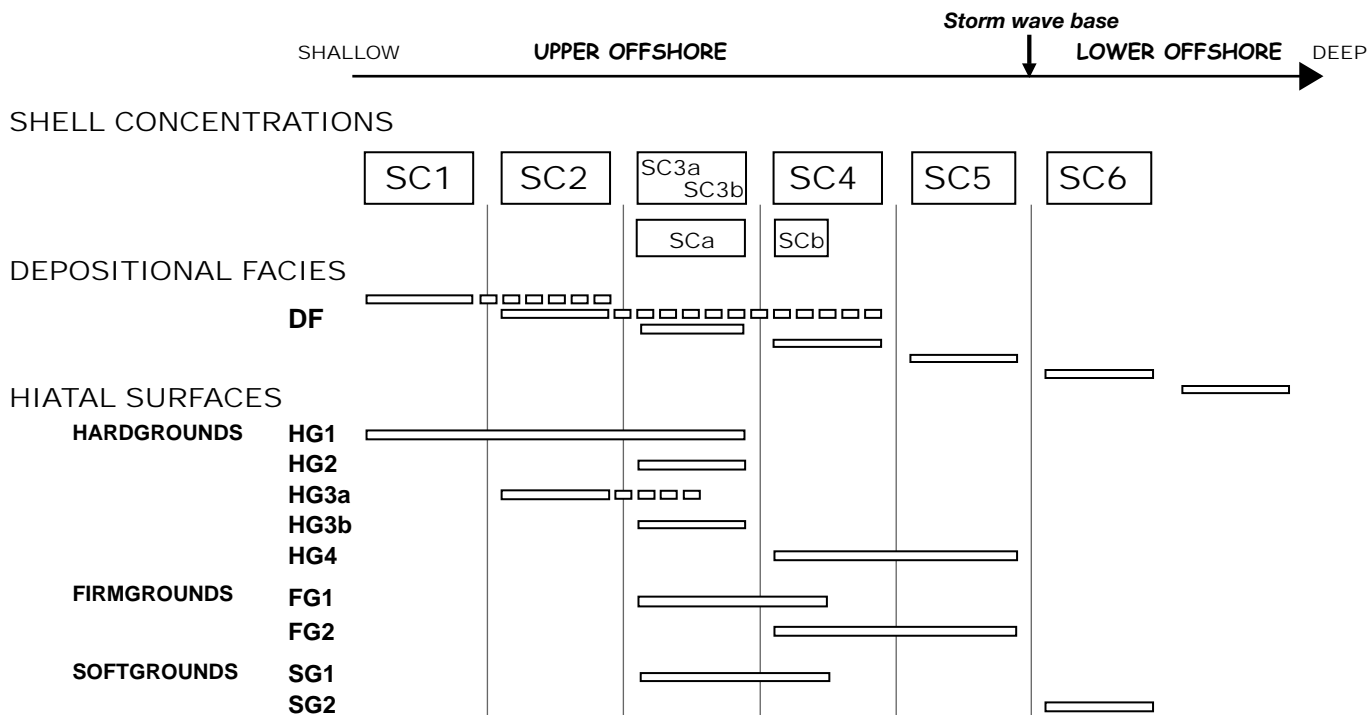 Storm wave base
SHALLOW UPPER OFFSHORE LOWER OFFSHORE DEEP
SHELL CONCENTRATIONS
SC1 SC2 SC3a SC3b SC4 SC5 SC6
SCa SCb
DEPOSITIONAL FACIES
DF
HIATAL SURFACES
HARDGROUNDS HG1
HG2
HG3a
HG3b
HG4
FIRMGROUNDS FG1
FG2
SOFTGROUNDS SG1
SG2